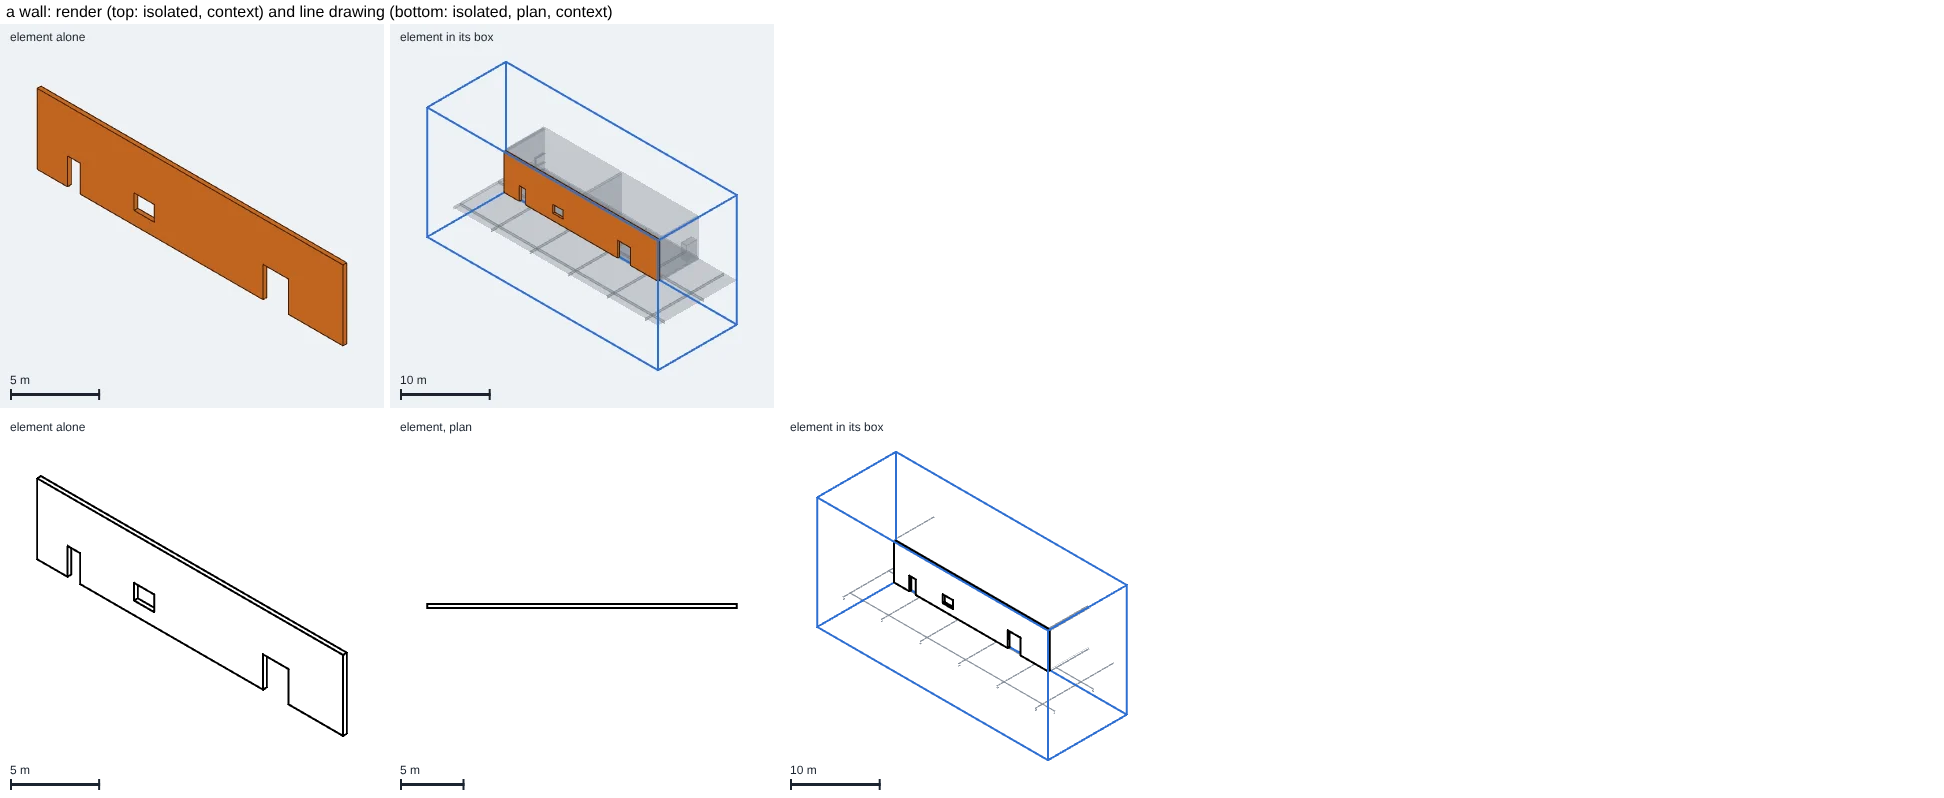 a wall: render (top: isolated, context) and line drawing (bottom: isolated, plan, context)
element alone
element in its box
5 m
10 m
element alone
element, plan
element in its box
5 m
5 m
10 m